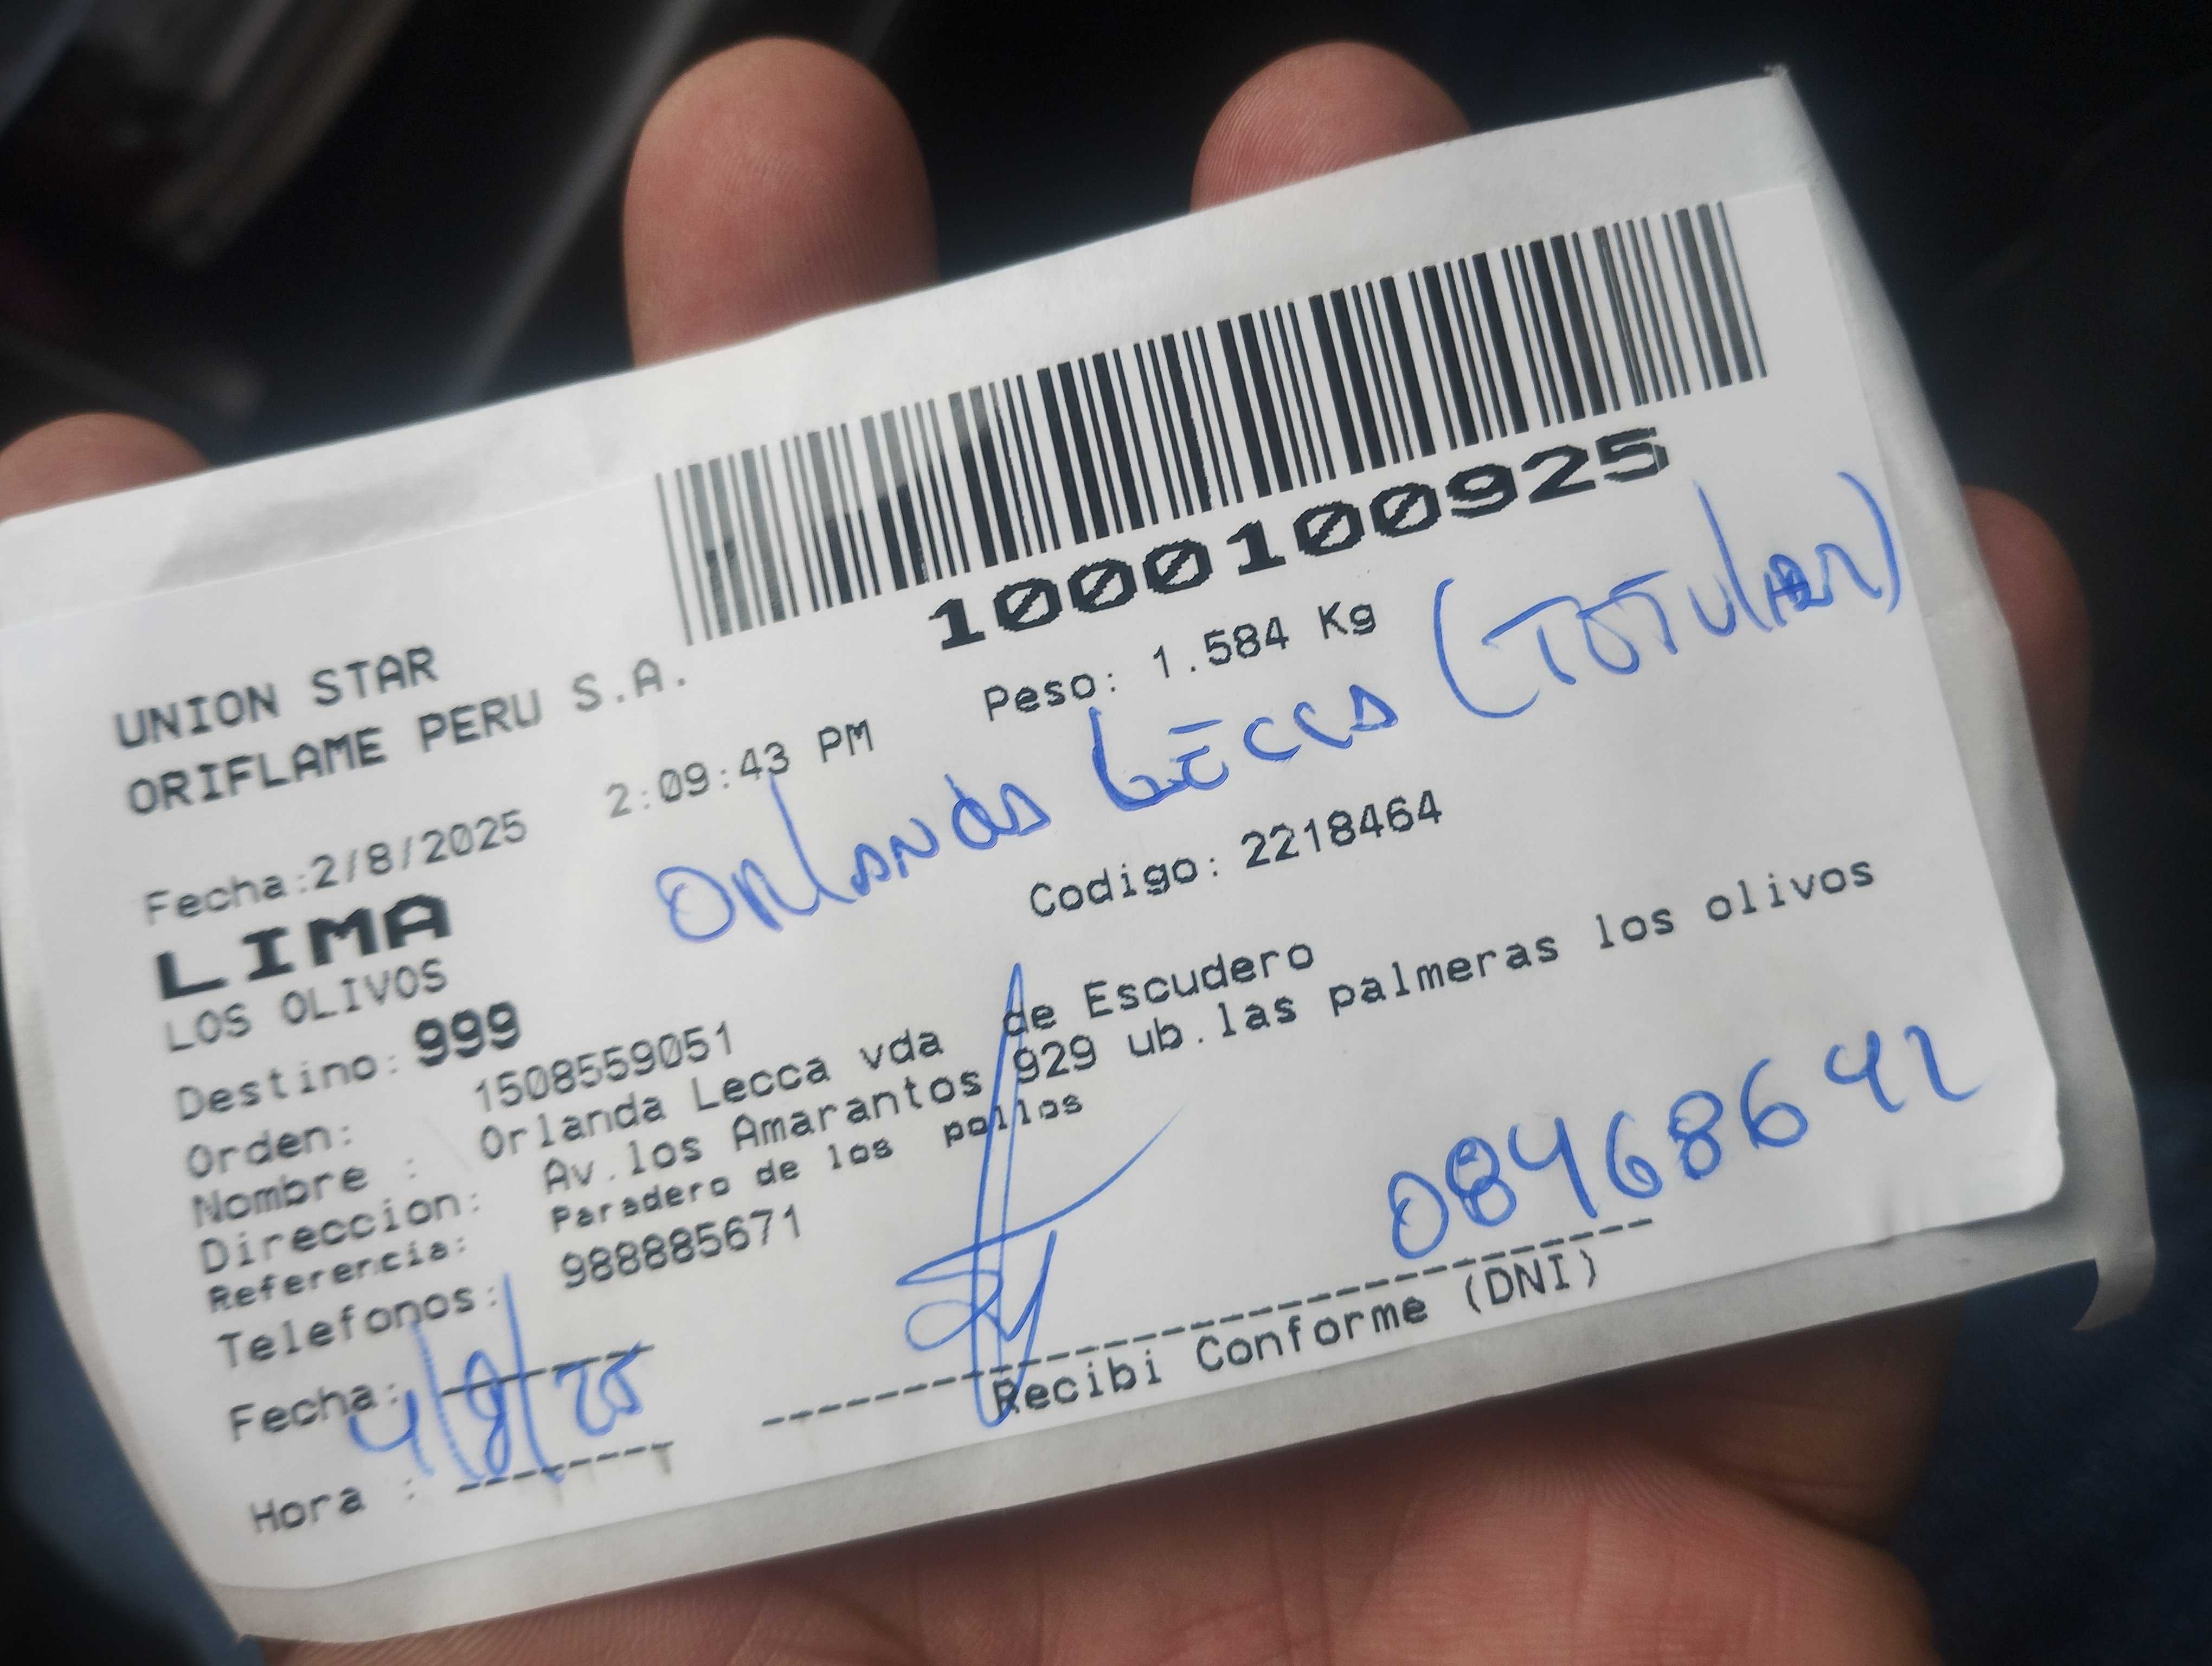 1000100925
UNION STAR
ORIFLAME PERU S.A.
Fecha:2/8/2025 2:09:43 PM Peso: 1.584 Kg
Orlanda Lecca (TITULAR)
LIMA
LOS OLIVOS
Destino: 999 Codigo: 2218464
Orden: 1508559051
Nombre : Orlanda Lecca vda de Escudero
Direccion: Av.los Amarantos 929 ub.las palmeras los olivos
Referencia: Paradero de los pollos
Telefonos: 988885671
Fecha: 4/8/25
08468642
Hora :
Recibi Conforme (DNI)